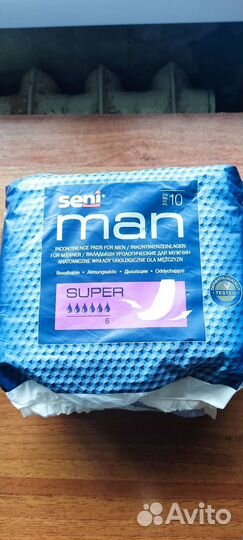 seni
10
man
INCONTINENCE PADS FOR MEN / INKONTINENZEINLAGEN
FÜR MÄNNER / ВКЛАДЫШИ УРОЛОГИЧЕСКИЕ ДЛЯ МУЖЧИН
ANATOMICZNE WKŁADY UROLOGICZNE DLA MĘŻCZYZN
Breathable • Atmungsaktiv • Дышащие • Oddychające
SUPER
6
TESTED
Avito